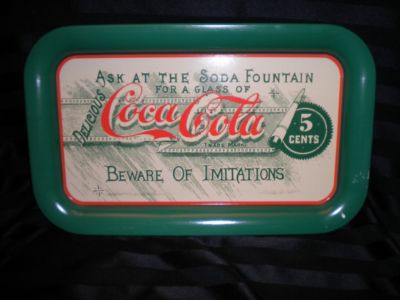 ASK AT THE SODA FOUNTAIN
FOR A GLASS OF
DELICIOUS
Coca Cola
TRADE MARK
5
CENTS
BEWARE OF IMITATIONS